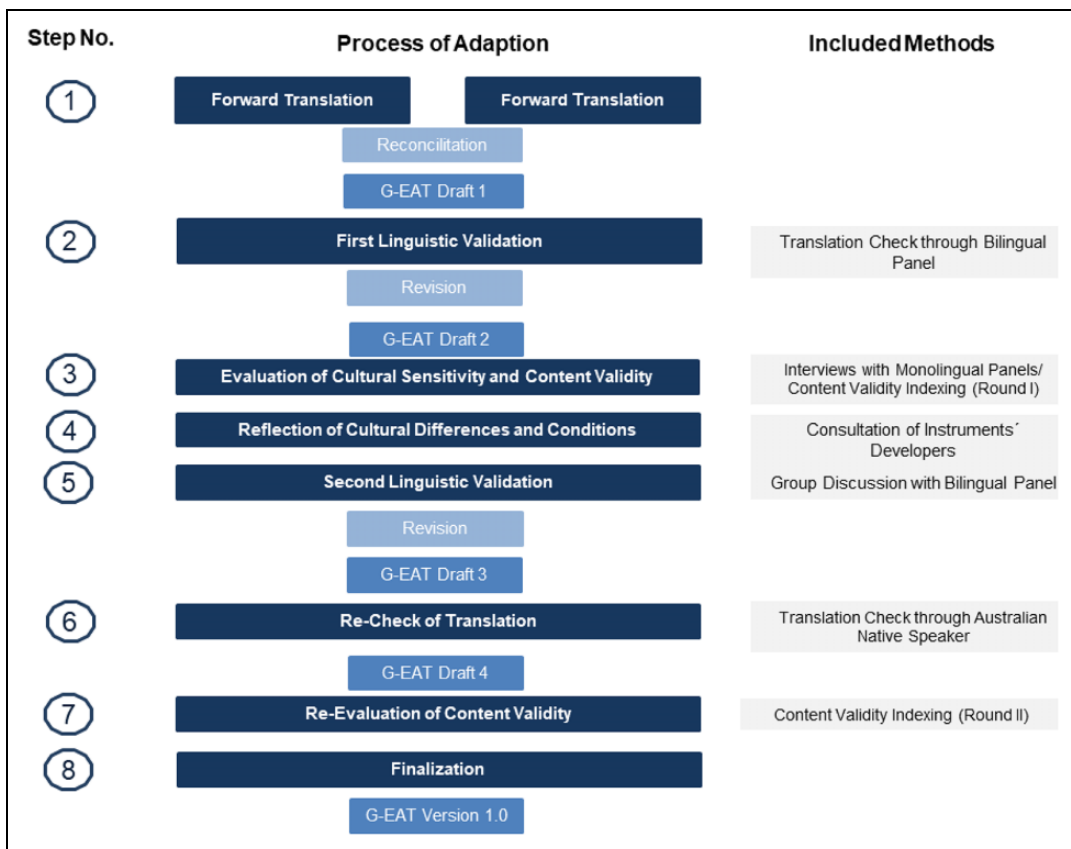 Step No.
Process of Adaption
Included Methods
1
Forward Translation
Forward Translation
Reconcilitation
G-EAT Draft 1
2
First Linguistic Validation
Translation Check through Bilingual
Panel
Revision
G-EAT Draft 2
3
Evaluation of Cultural Sensitivity and Content Validity
Interviews with Monolingual Panels/
Content Validity Indexing (Round I)
4
Reflection of Cultural Differences and Conditions
Consultation of Instruments´
Developers
5
Second Linguistic Validation
Group Discussion with Bilingual Panel
Revision
G-EAT Draft 3
6
Re-Check of Translation
Translation Check through Australian
Native Speaker
G-EAT Draft 4
7
Re-Evaluation of Content Validity
Content Validity Indexing (Round II)
8
Finalization
G-EAT Version 1.0